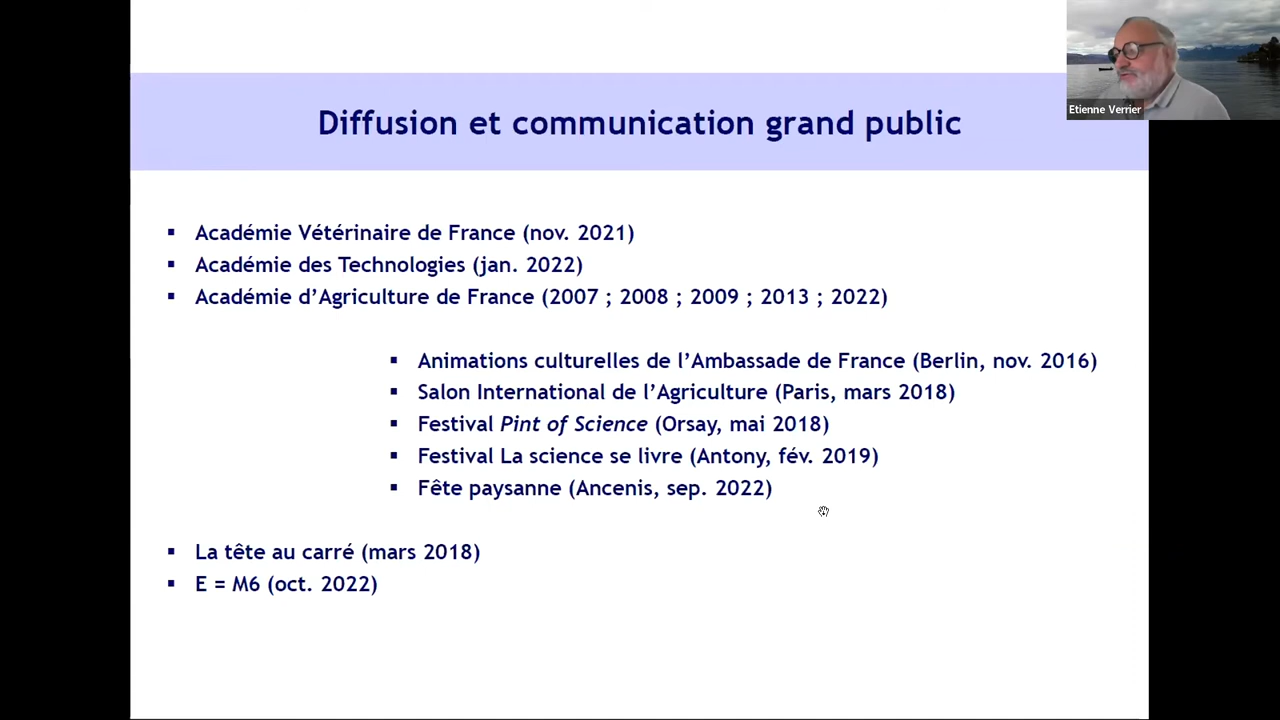 Etienne Verrier
Diffusion et communication grand public
▪ Académie Vétérinaire de France (nov. 2021)
▪ Académie des Technologies (jan. 2022)
▪ Académie d’Agriculture de France (2007 ; 2008 ; 2009 ; 2013 ; 2022)
▪ Animations culturelles de l’Ambassade de France (Berlin, nov. 2016)
▪ Salon International de l’Agriculture (Paris, mars 2018)
▪ Festival Pint of Science (Orsay, mai 2018)
▪ Festival La science se livre (Antony, fév. 2019)
▪ Fête paysanne (Ancenis, sep. 2022)
▪ La tête au carré (mars 2018)
▪ E = M6 (oct. 2022)